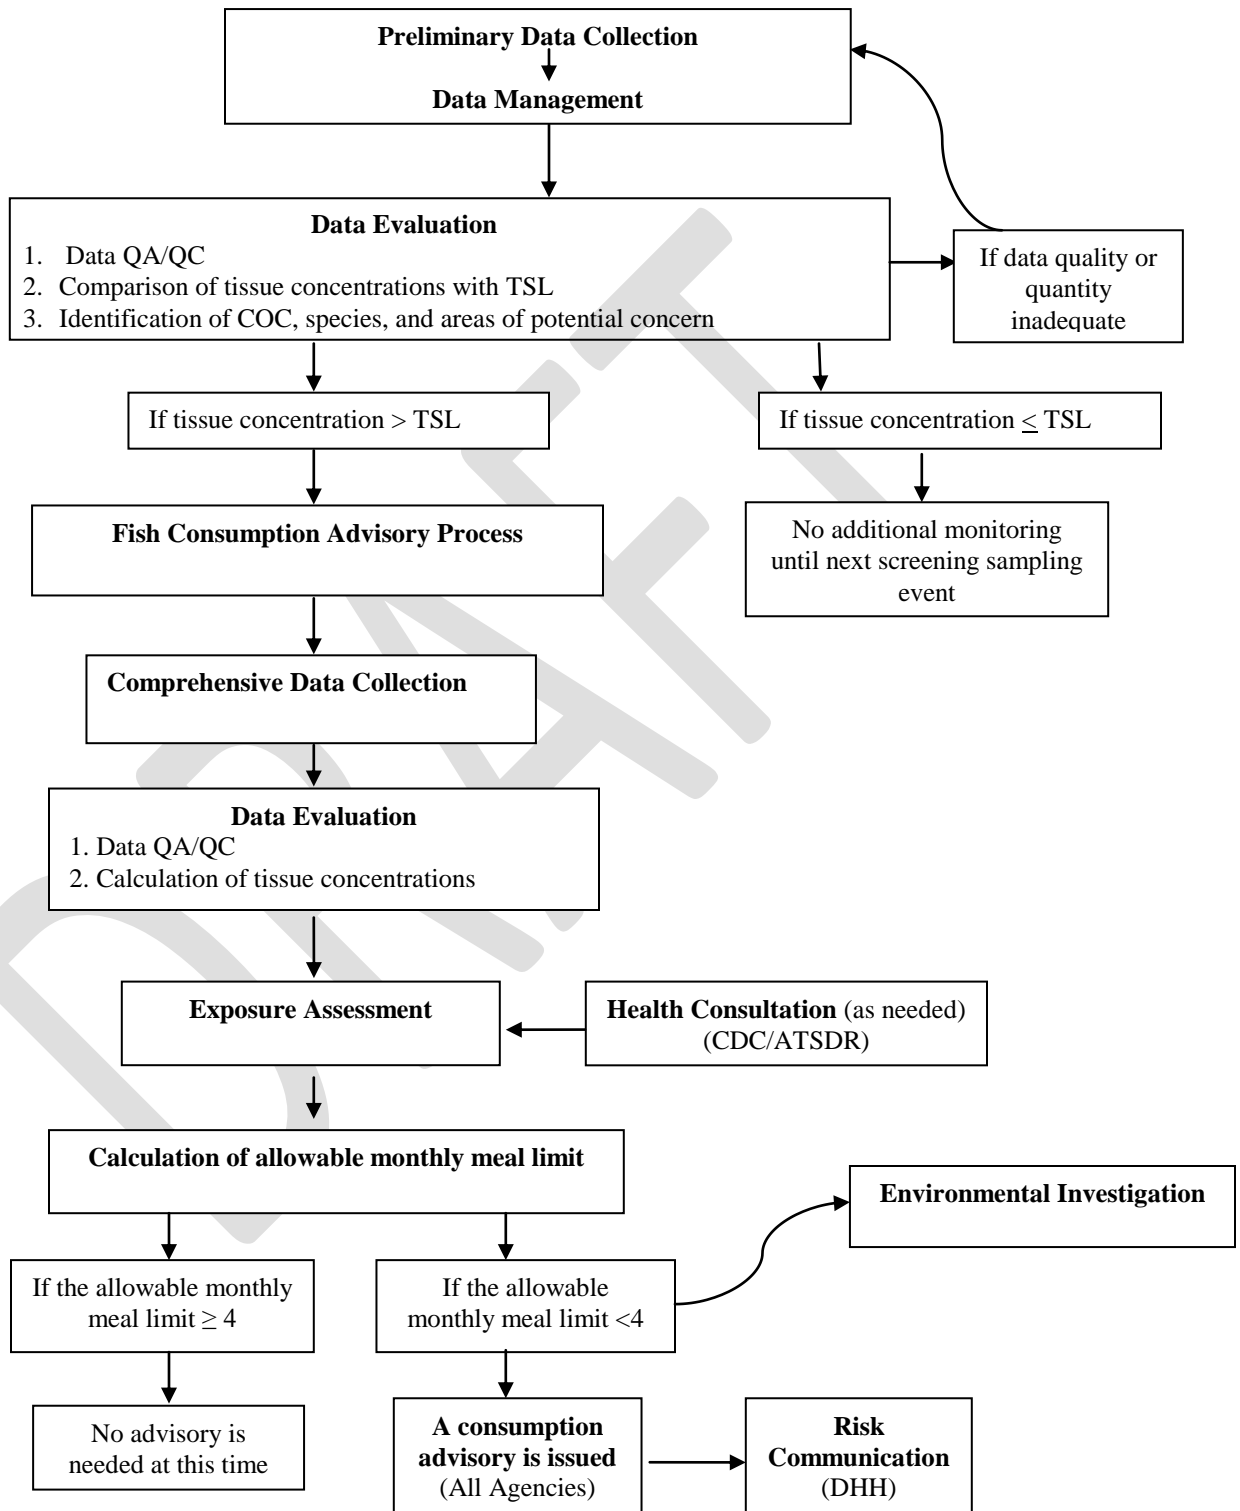 Preliminary Data Collection
Data Management
Data Evaluation
1. Data QA/QC
2. Comparison of tissue concentrations with TSL
3. Identification of COC, species, and areas of potential concern
If data quality or
quantity
inadequate
If tissue concentration > TSL
If tissue concentration ≤ TSL
Fish Consumption Advisory Process
No additional monitoring
until next screening sampling
event
Comprehensive Data Collection
Data Evaluation
1. Data QA/QC
2. Calculation of tissue concentrations
Exposure Assessment
Health Consultation (as needed)
(CDC/ATSDR)
Calculation of allowable monthly meal limit
Environmental Investigation
If the allowable monthly
meal limit ≥ 4
If the allowable
monthly meal limit <4
No advisory is
needed at this time
A consumption
advisory is issued
(All Agencies)
Risk
Communication
(DHH)
DRAFT